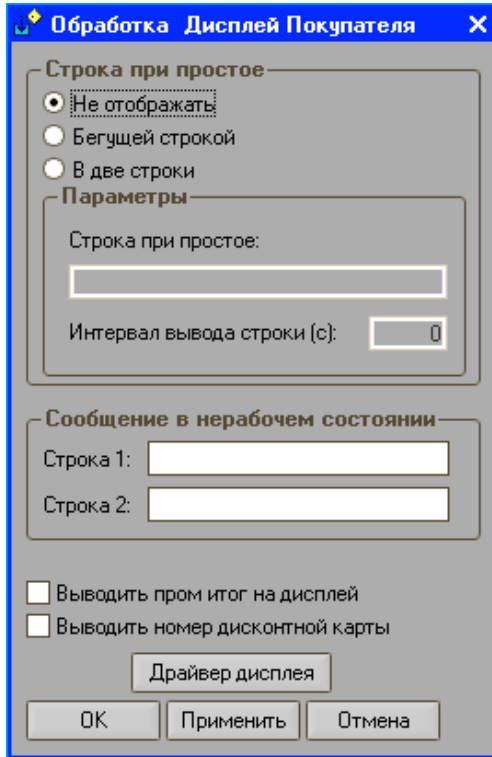 Обработка Дисплей Покупателя
Строка при простое
Не отображать
Бегущей строкой
В две строки
Параметры
Строка при простое:
Интервал вывода строки (с): 0
Сообщение в нерабочем состоянии
Строка 1:
Строка 2:
Выводить пром итог на дисплей
Выводить номер дисконтной карты
Драйвер дисплея
ОК Применить Отмена